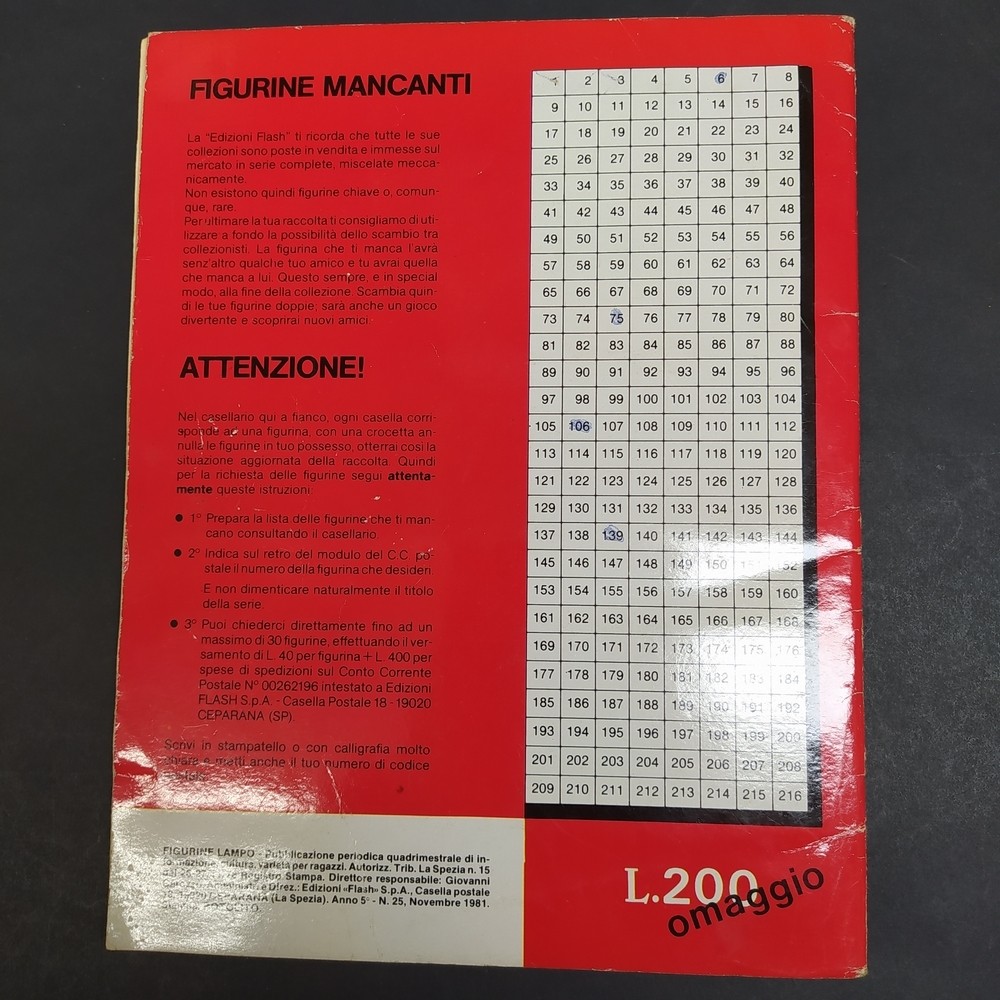 FIGURINE MANCANTI
La "Edizioni Flash" ti ricorda che tutte le sue
collezioni sono poste in vendita e immesse sul
mercato in serie complete, miscelate mecca-
nicamente.
Non esistono quindi figurine chiave o, comun-
que, rare.
Per ultimare la tua raccolta ti consigliamo di uti-
lizzare a fondo la possibilità dello scambio tra
collezionisti. La figurina che ti manca l'avrà
senz'altro qualche tuo amico e tu avrai quella
che manca a lui. Questo sempre, e in special
modo, alla fine della collezione. Scambia quin-
di le tue figurine doppie; sarà anche un gioco
divertente e scoprirai nuovi amici.
ATTENZIONE!
Nel casellario qui a fianco, ogni casella corri-
sponde ad una figurina, con una crocetta an-
nulla le figurine in tuo possesso, otterrai così la
situazione aggiornata della raccolta. Quindi
per la richiesta delle figurine segui attenta-
mente queste istruzioni:
● 1º Prepara la lista delle figurine che ti man-
cano consultando il casellario.
● 2º Indica sul retro del modulo del C.C. po-
stale il numero della figurina che desideri.
E non dimenticare naturalmente il titolo
della serie.
● 3º Puoi chiederci direttamente fino ad un
massimo di 30 figurine, effettuando il ver-
samento di L. 40 per figurina + L. 400 per
spese di spedizioni sul Conto Corrente
Postale Nº 00262196 intestato a Edizioni
FLASH S.p.A. - Casella Postale 18 - 19020
CEPARANA (SP).
Scrivi in stampatello o con calligrafia molto
chiara e metti anche il tuo numero di codice
FIGURINE LAMPO - Pubblicazione periodica quadrimestrale di in-
formazione, cultura, varietà per ragazzi. Autorizz. Trib. La Spezia n. 15
Registro Stampa. Direttore responsabile: Giovanni
e Direz.: Edizioni «Flash» S.p.A., Casella postale
CEPARANA (La Spezia). Anno 5º - N. 25, Novembre 1981.
1 2 3 4 5 6 7 8
9 10 11 12 13 14 15 16
17 18 19 20 21 22 23 24
25 26 27 28 29 30 31 32
33 34 35 36 37 38 39 40
41 42 43 44 45 46 47 48
49 50 51 52 53 54 55 56
57 58 59 60 61 62 63 64
65 66 67 68 69 70 71 72
73 74 75 76 77 78 79 80
81 82 83 84 85 86 87 88
89 90 91 92 93 94 95 96
97 98 99 100 101 102 103 104
105 106 107 108 109 110 111 112
113 114 115 116 117 118 119 120
121 122 123 124 125 126 127 128
129 130 131 132 133 134 135 136
137 138 139 140 141 142 143 144
145 146 147 148 149 150 151 152
153 154 155 156 157 158 159 160
161 162 163 164 165 166 167 168
169 170 171 172 173 174 175 176
177 178 179 180 181 182 183 184
185 186 187 188 189 190 191 192
193 194 195 196 197 198 199 200
201 202 203 204 205 206 207 208
209 210 211 212 213 214 215 216
L.200
omaggio